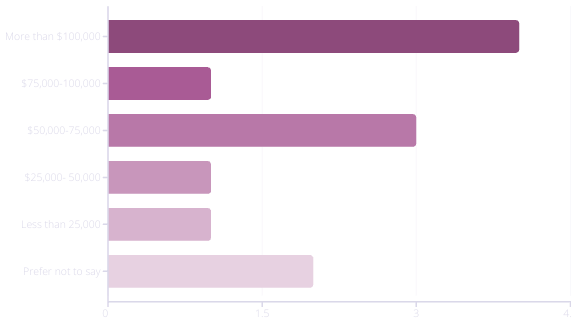 More than $100,000
$75,000-100,000
$50,000-75,000
$25,000- 50,000
Less than 25,000
Prefer not to say
0
1.5
3
4